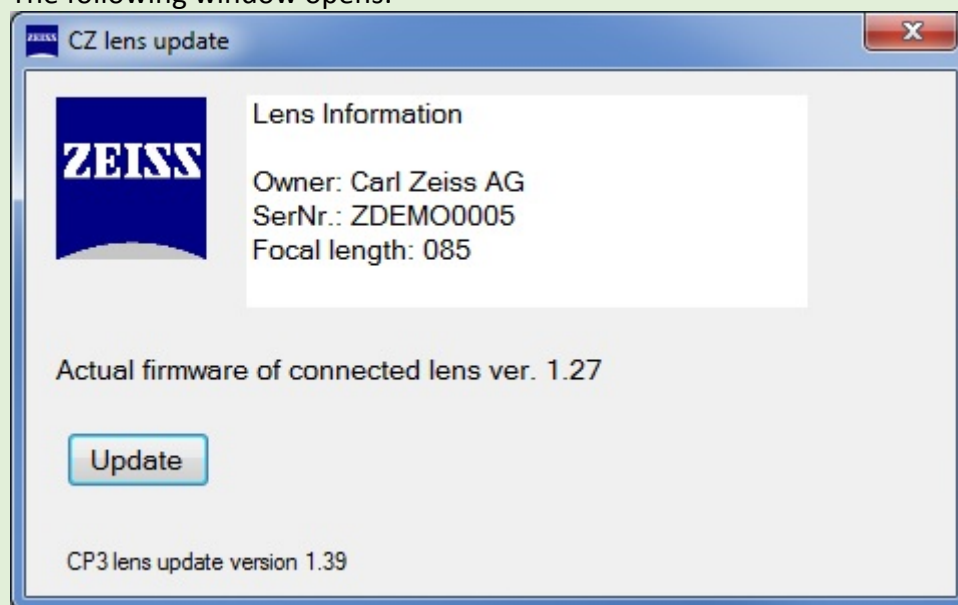 The following window opens.
CZ lens update
ZEISS
Lens Information
Owner: Carl Zeiss AG
SerNr.: ZDEMO0005
Focal length: 085
Actual firmware of connected lens ver. 1.27
Update
CP3 lens update version 1.39